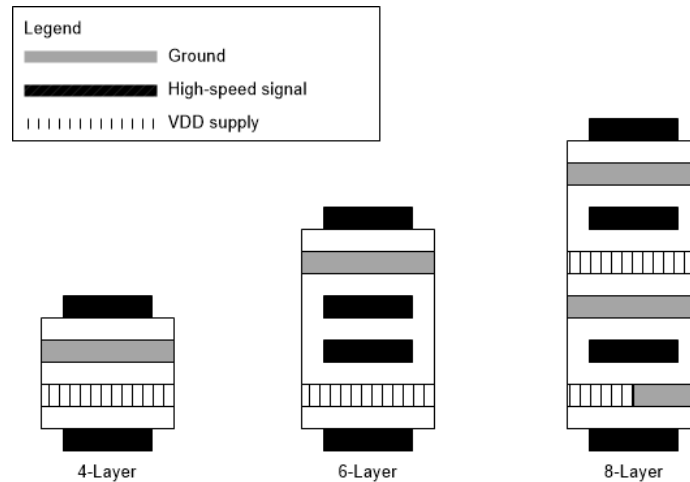 Legend
Ground
High-speed signal
VDD supply
4-Layer
6-Layer
8-Layer